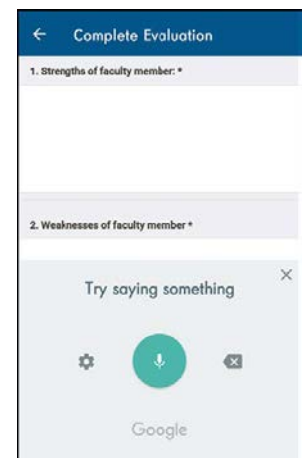 Complete Evaluation
1. Strengths of faculty member: *
2. Weaknesses of faculty member *
Try saying something
Google